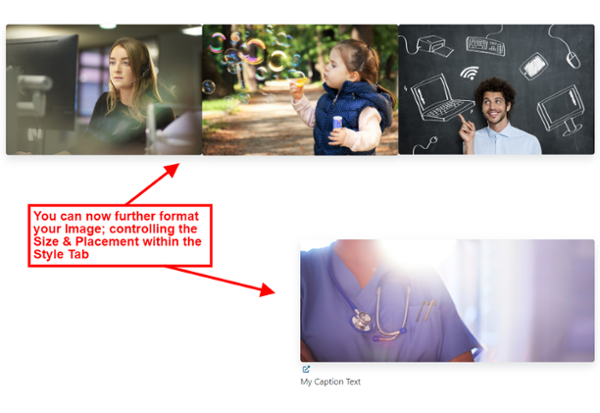 You can now further format
your Image; controlling the
Size & Placement within the
Style Tab
My Caption Text